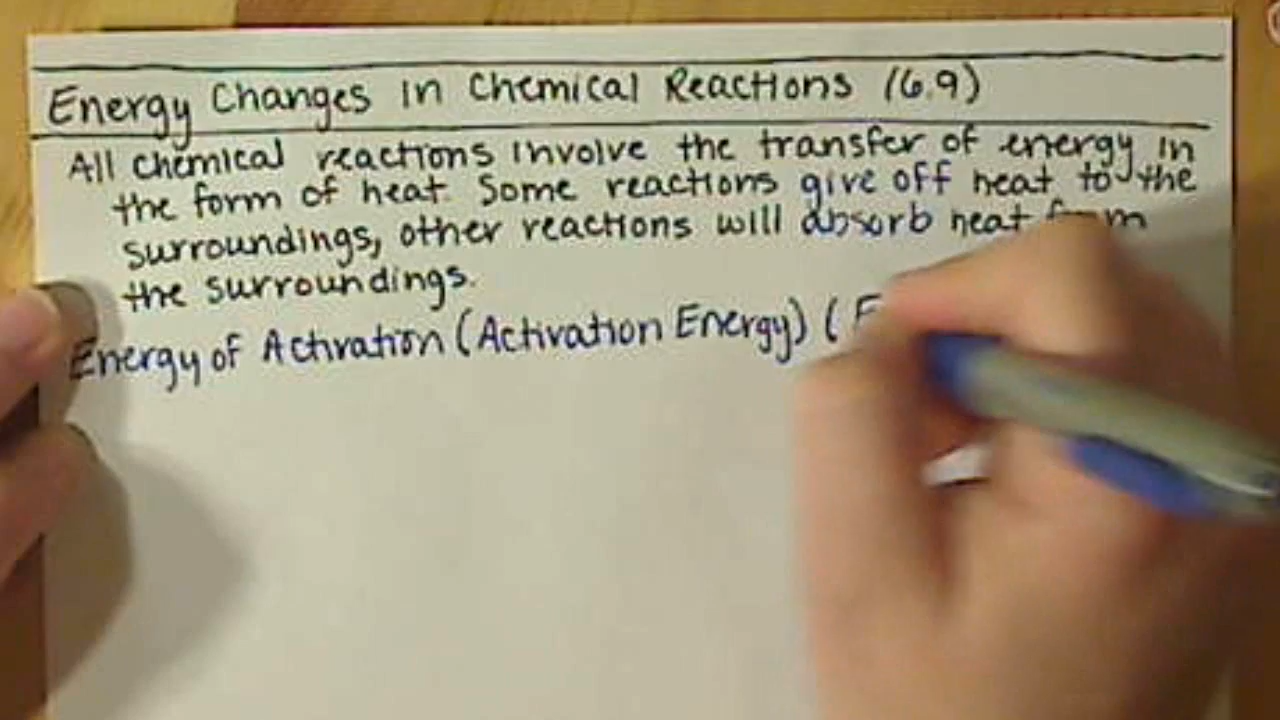 Energy Changes in Chemical Reactions (6.9)
All chemical reactions involve the transfer of energy in
the form of heat. Some reactions give off heat to the
surroundings, other reactions will absorb heat from
the surroundings.
Energy of Activation (Activation Energy) ( E